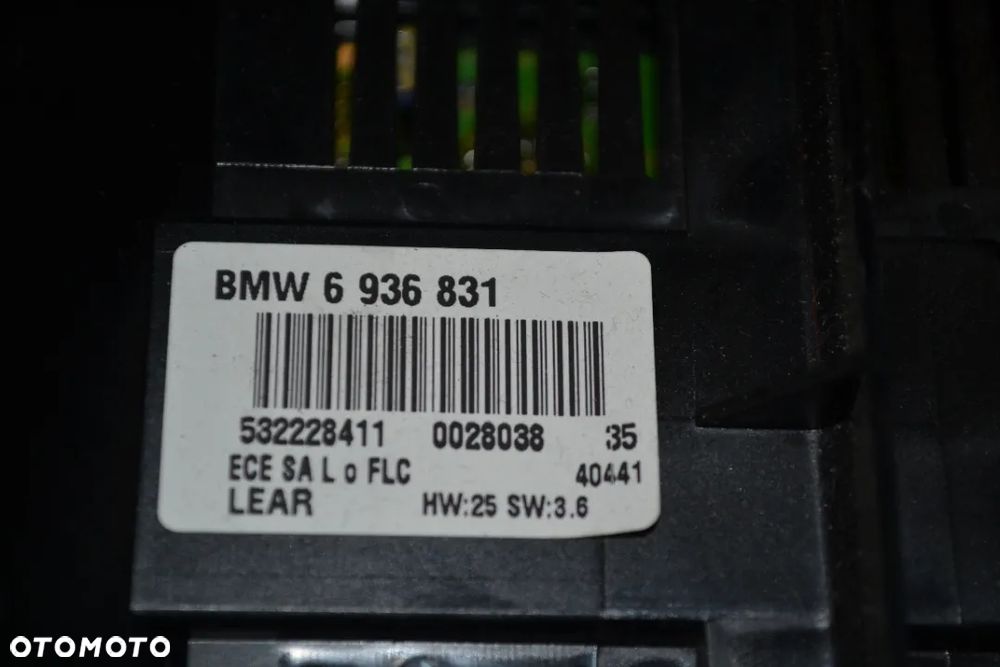 BMW 6 936 831
532228411 0028038 35
ECE SA L o FLC 40441
LEAR HW:25 SW:3.6
OTOMOTO